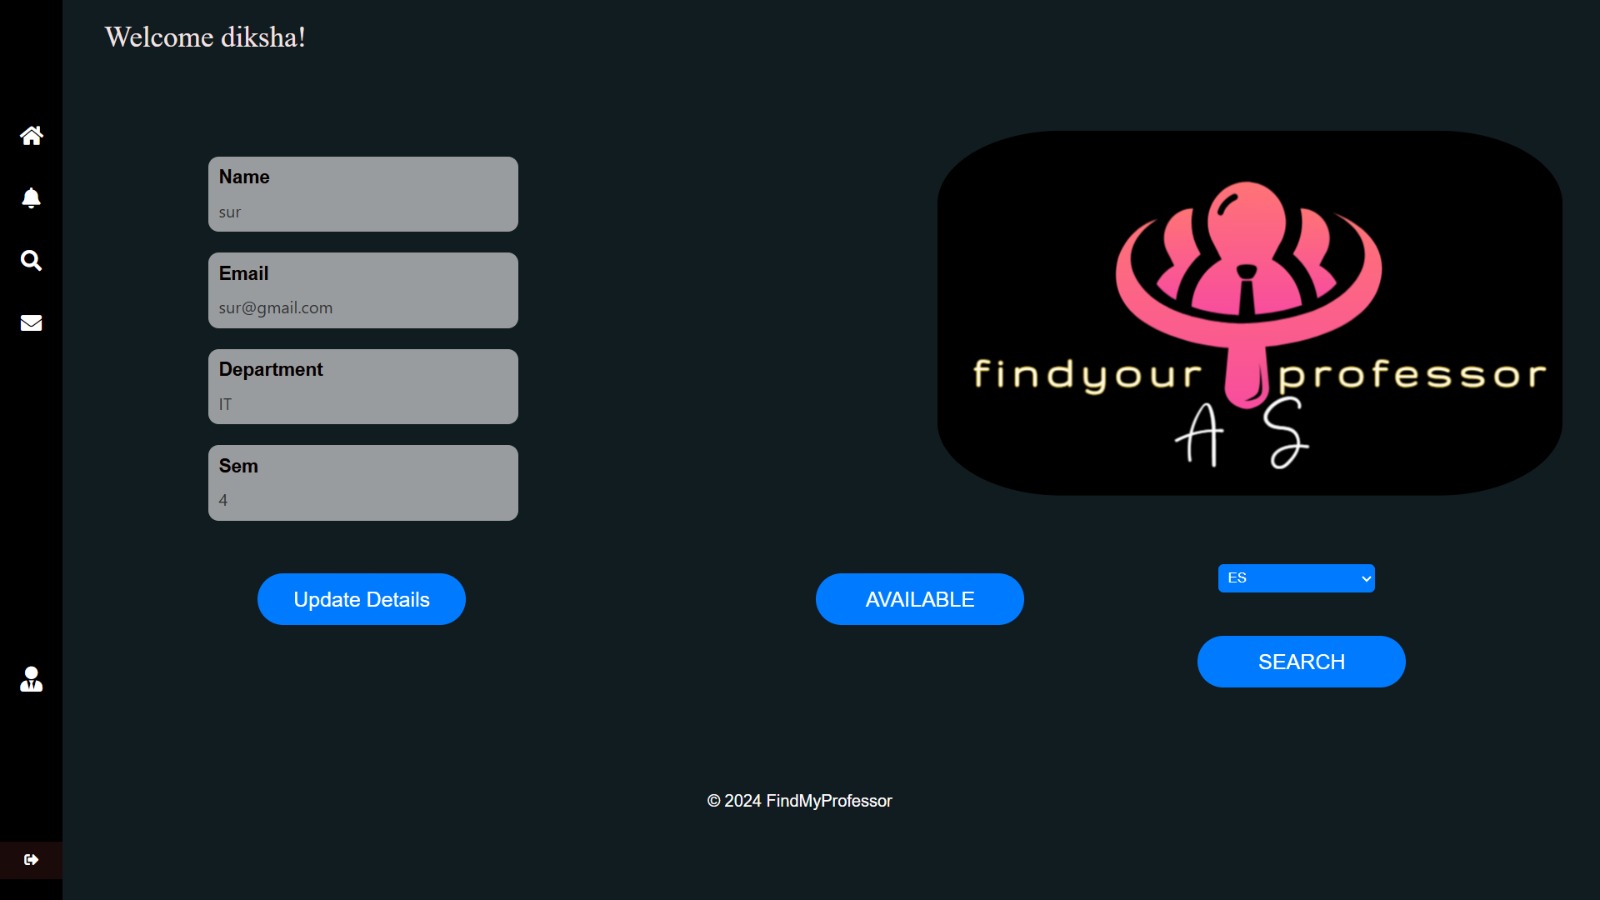 Welcome diksha!
Name
sur
Email
sur@gmail.com
Department
IT
Sem
4
findyour professor
A S
Update Details
AVAILABLE
ES
SEARCH
© 2024 FindMyProfessor